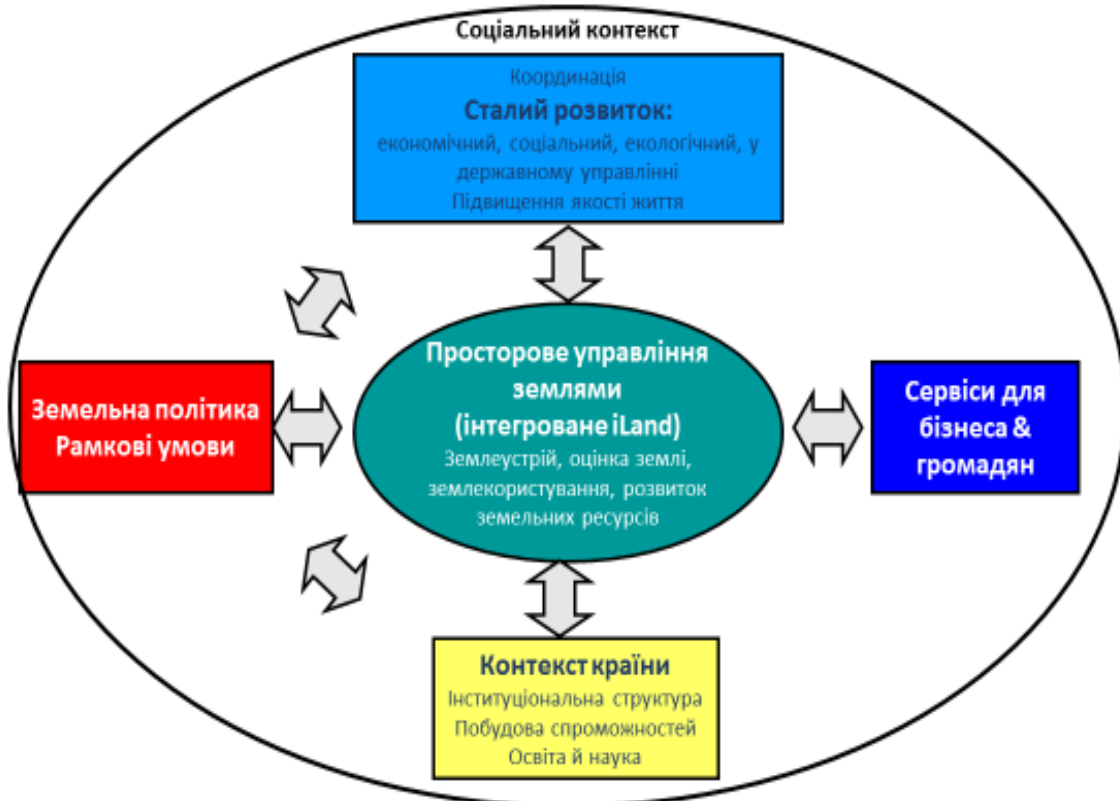 Соціальний контекст
Координація
Сталий розвиток:
економічний, соціальний, екологічний, у
державному управлінні
Підвищення якості життя
Просторове управління
землями
(інтегроване iLand)
Землеустрій, оцінка землі,
землекористування, розвиток
земельних ресурсів
Земельна політика
Рамкові умови
Сервіси для
бізнеса &
громадян
Контекст країни
Інституціональна структура
Побудова спроможностей
Освіта й наука